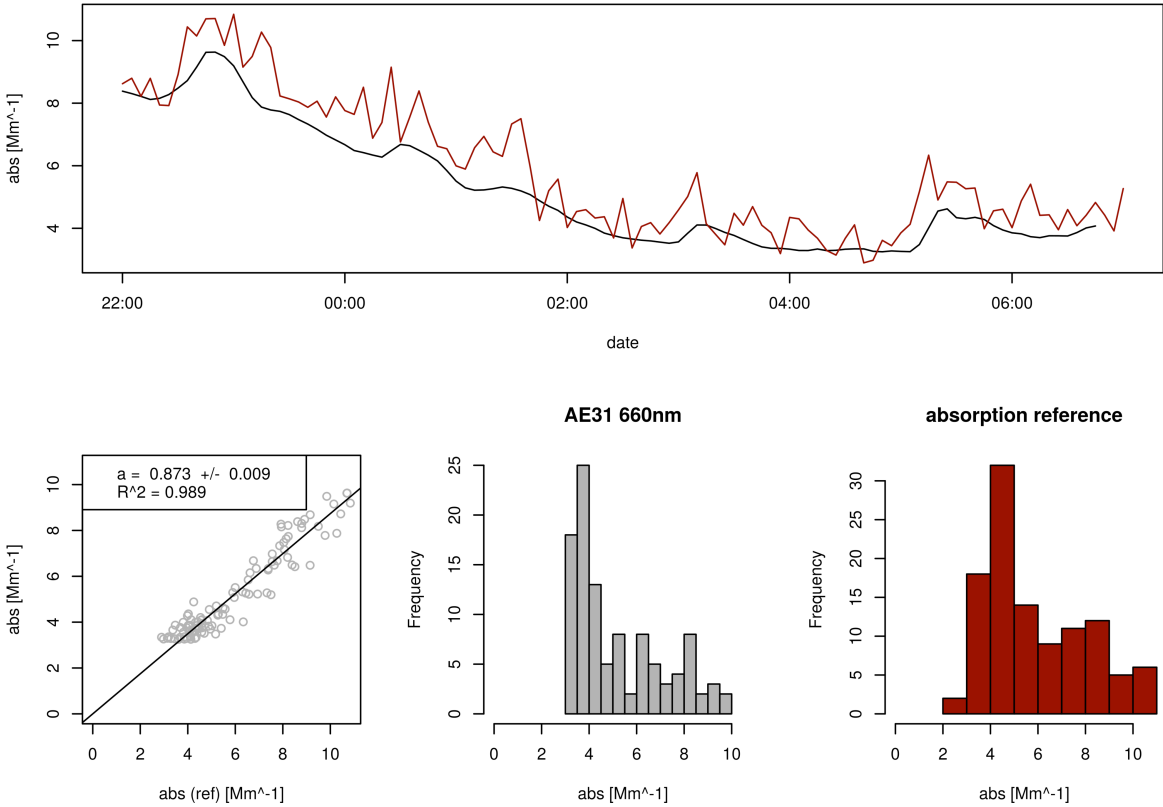 abs [Mm^-1]
10
8
6
4
22:00 00:00 02:00 04:00 06:00
date
a = 0.873 +/- 0.009
R^2 = 0.989
abs [Mm^-1]
10
8
6
4
2
0
0 2 4 6 8 10
abs (ref) [Mm^-1]
AE31 660nm
Frequency
25
20
15
10
5
0
0 2 4 6 8 10
abs [Mm^-1]
absorption reference
Frequency
30
25
20
15
10
5
0
0 2 4 6 8 10
abs [Mm^-1]